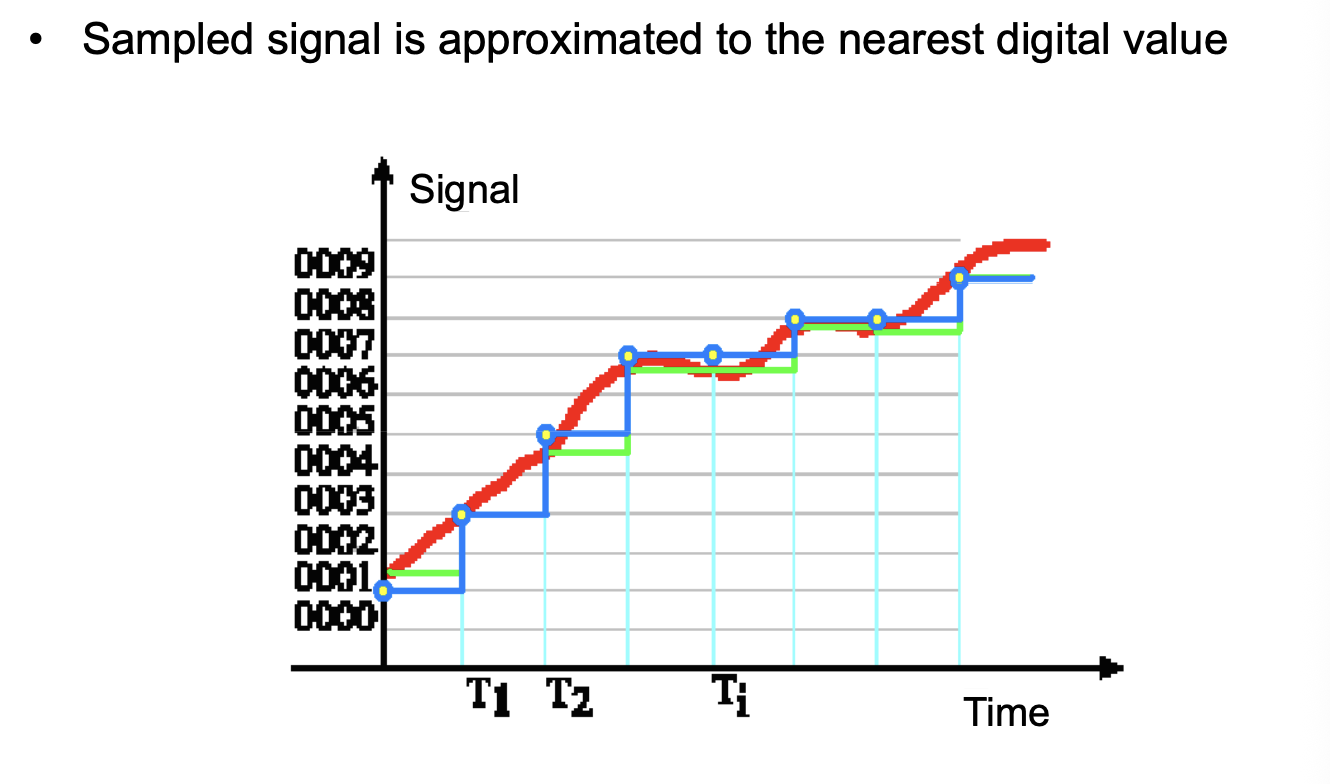 • Sampled signal is approximated to the nearest digital value
Signal
0009
0008
0007
0006
0005
0004
0003
0002
0001
0000
T1 T2 Ti
Time